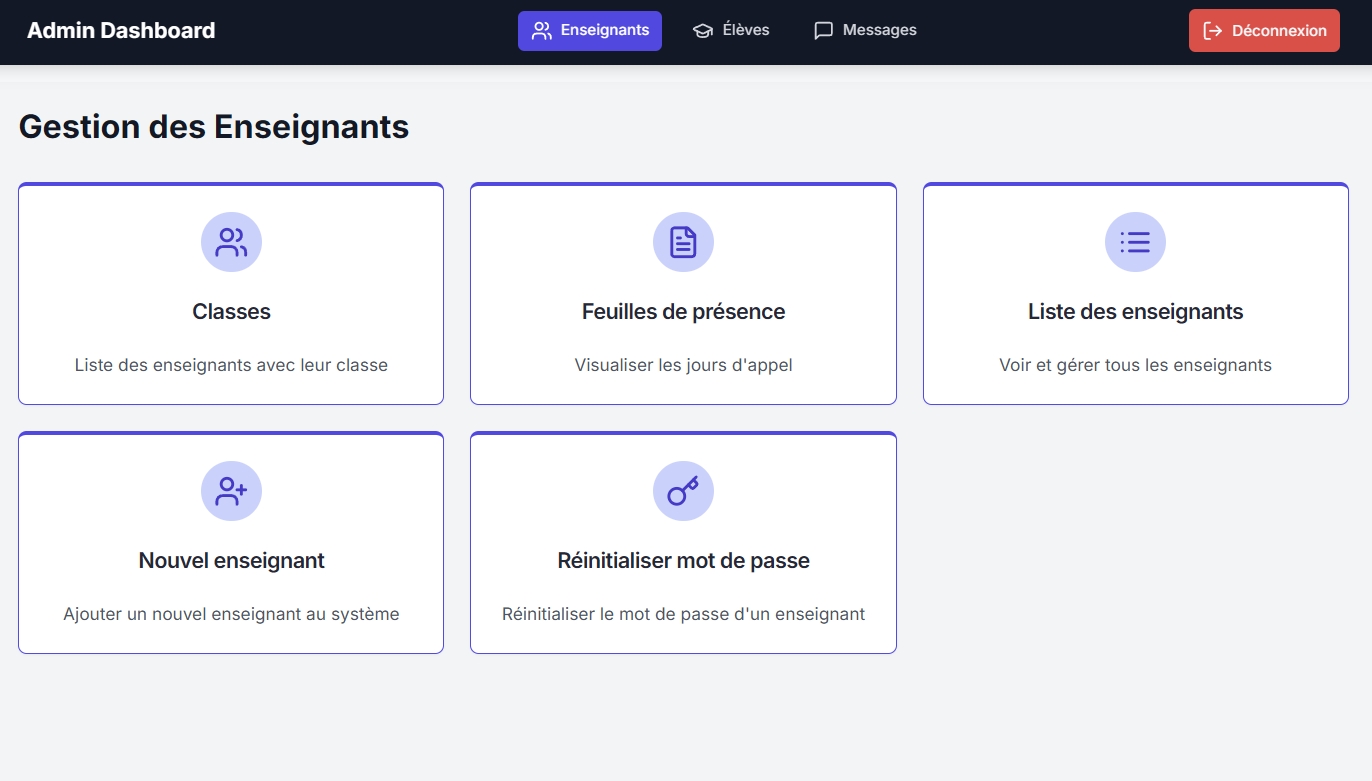 Admin Dashboard
Enseignants
Élèves
Messages
Déconnexion
Gestion des Enseignants
Classes
Liste des enseignants avec leur classe
Feuilles de présence
Visualiser les jours d'appel
Liste des enseignants
Voir et gérer tous les enseignants
Nouvel enseignant
Ajouter un nouvel enseignant au système
Réinitialiser mot de passe
Réinitialiser le mot de passe d'un enseignant